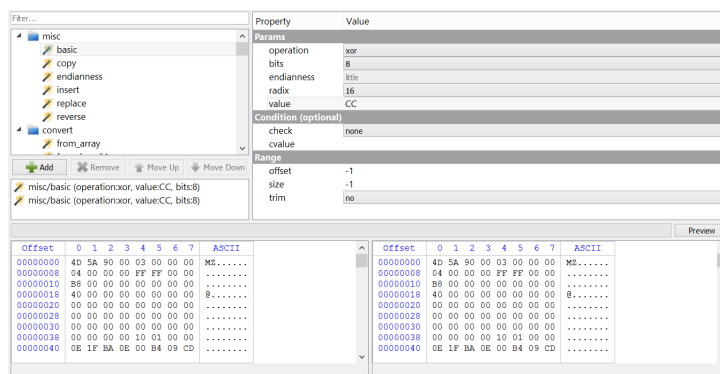 Filter...
misc
basic
copy
endianness
insert
replace
reverse
convert
from_array
Add Remove Move Up Move Down
misc/basic (operation:xor, value:CC, bits:8)
misc/basic (operation:xor, value:CC, bits:8)
Property Value
Params
operation xor
bits 8
endianness little
radix 16
value CC
Condition (optional)
check none
cvalue
Range
offset -1
size -1
trim no
Preview
Offset 0 1 2 3 4 5 6 7 ASCII
00000000 4D 5A 90 00 03 00 00 00 MZ......
00000008 04 00 00 00 FF FF 00 00 ........
00000010 B8 00 00 00 00 00 00 00 ........
00000018 40 00 00 00 00 00 00 00 @.......
00000020 00 00 00 00 00 00 00 00 ........
00000028 00 00 00 00 00 00 00 00 ........
00000030 00 00 00 00 00 00 00 00 ........
00000038 00 00 00 00 10 01 00 00 ........
00000040 0E 1F BA 0E 00 B4 09 CD ........
Offset 0 1 2 3 4 5 6 7 ASCII
00000000 4D 5A 90 00 03 00 00 00 MZ......
00000008 04 00 00 00 FF FF 00 00 ........
00000010 B8 00 00 00 00 00 00 00 ........
00000018 40 00 00 00 00 00 00 00 @.......
00000020 00 00 00 00 00 00 00 00 ........
00000028 00 00 00 00 00 00 00 00 ........
00000030 00 00 00 00 00 00 00 00 ........
00000038 00 00 00 00 10 01 00 00 ........
00000040 0E 1F BA 0E 00 B4 09 CD ........